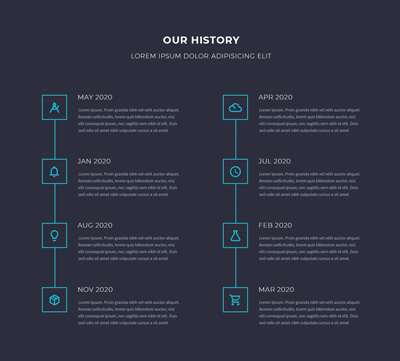 OUR HISTORY
LOREM IPSUM DOLOR ADIPISICING ELIT
MAY 2020
Lorem ipsum. Proin gravida nibh vel velit auctor aliquet.
Aenean sollicitudin, lorem quis bibendum auctor, nisi
elit consequat ipsum, nec sagittis sem nibh id elit. Duis
sed odio sit amet nibh vulputate cursus a sit amet
JAN 2020
Lorem ipsum. Proin gravida nibh vel velit auctor aliquet.
Aenean sollicitudin, lorem quis bibendum auctor, nisi
elit consequat ipsum, nec sagittis sem nibh id elit. Duis
sed odio sit amet nibh vulputate cursus a sit amet
AUG 2020
Lorem ipsum. Proin gravida nibh vel velit auctor aliquet.
Aenean sollicitudin, lorem quis bibendum auctor, nisi
elit consequat ipsum, nec sagittis sem nibh id elit. Duis
sed odio sit amet nibh vulputate cursus a sit amet
NOV 2020
Lorem ipsum. Proin gravida nibh vel velit auctor aliquet.
Aenean sollicitudin, lorem quis bibendum auctor, nisi
elit consequat ipsum, nec sagittis sem nibh id elit. Duis
sed odio sit amet nibh vulputate cursus a sit amet
APR 2020
Lorem ipsum. Proin gravida nibh vel velit auctor aliquet.
Aenean sollicitudin, lorem quis bibendum auctor, nisi
elit consequat ipsum, nec sagittis sem nibh id elit. Duis
sed odio sit amet nibh vulputate cursus a sit amet
JUL 2020
Lorem ipsum. Proin gravida nibh vel velit auctor aliquet.
Aenean sollicitudin, lorem quis bibendum auctor, nisi
elit consequat ipsum, nec sagittis sem nibh id elit. Duis
sed odio sit amet nibh vulputate cursus a sit amet
FEB 2020
Lorem ipsum. Proin gravida nibh vel velit auctor aliquet.
Aenean sollicitudin, lorem quis bibendum auctor, nisi
elit consequat ipsum, nec sagittis sem nibh id elit. Duis
sed odio sit amet nibh vulputate cursus a sit amet
MAR 2020
Lorem ipsum. Proin gravida nibh vel velit auctor aliquet.
Aenean sollicitudin, lorem quis bibendum auctor, nisi
elit consequat ipsum, nec sagittis sem nibh id elit. Duis
sed odio sit amet nibh vulputate cursus a sit amet